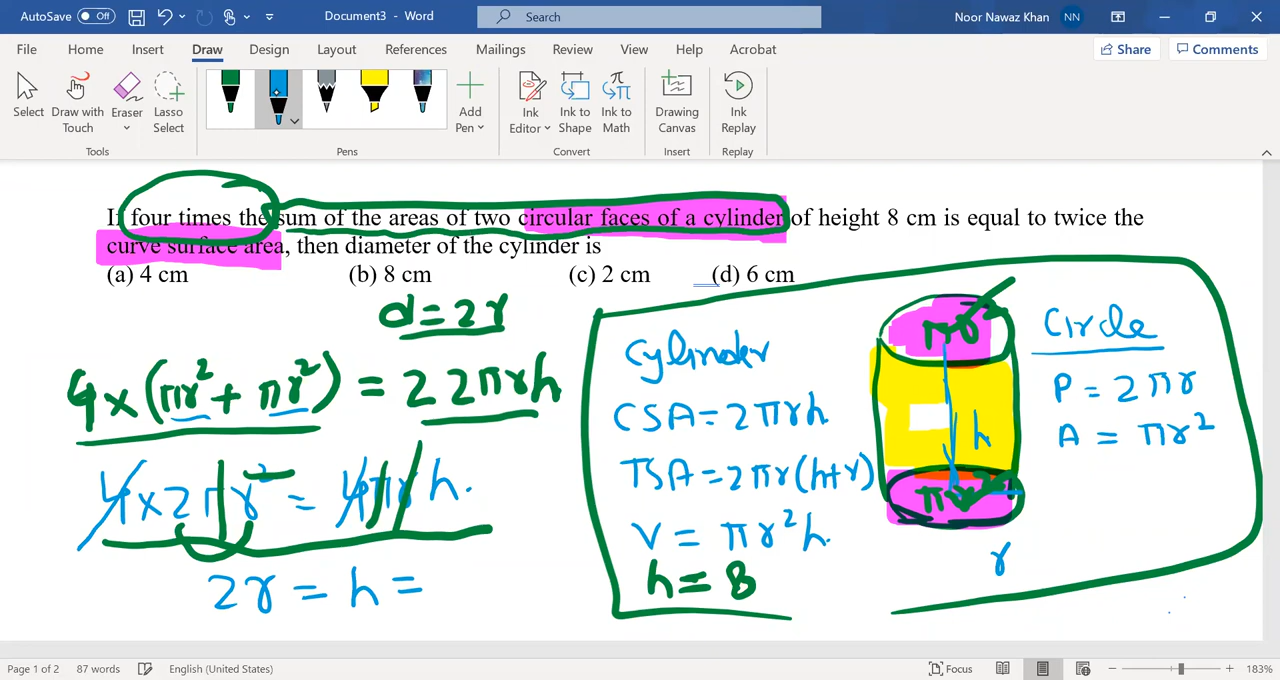 AutoSave Off Document3 - Word Search Noor Nawaz Khan NN
File Home Insert Draw Design Layout References Mailings Review View Help Acrobat Share Comments
Select Draw with Touch Eraser Lasso Select Add Pen Ink Editor Ink to Shape Ink to Math Drawing Canvas Ink Replay
Tools Pens Convert Insert Replay
If four times the sum of the areas of two circular faces of a cylinder of height 8 cm is equal to twice the
curve surface area, then diameter of the cylinder is
(a) 4 cm (b) 8 cm (c) 2 cm (d) 6 cm
d = 2r
4 × (πr² + πr²) = 2 2πrh
4 × 2πr² = 4πrh.
2r = h =
Cylinder
CSA = 2πrh
TSA = 2πr(h+r)
V = πr²h.
h = 8
πr²
h
πr²
r
Circle
P = 2πr
A = πr²
Page 1 of 2 87 words English (United States) Focus 183%